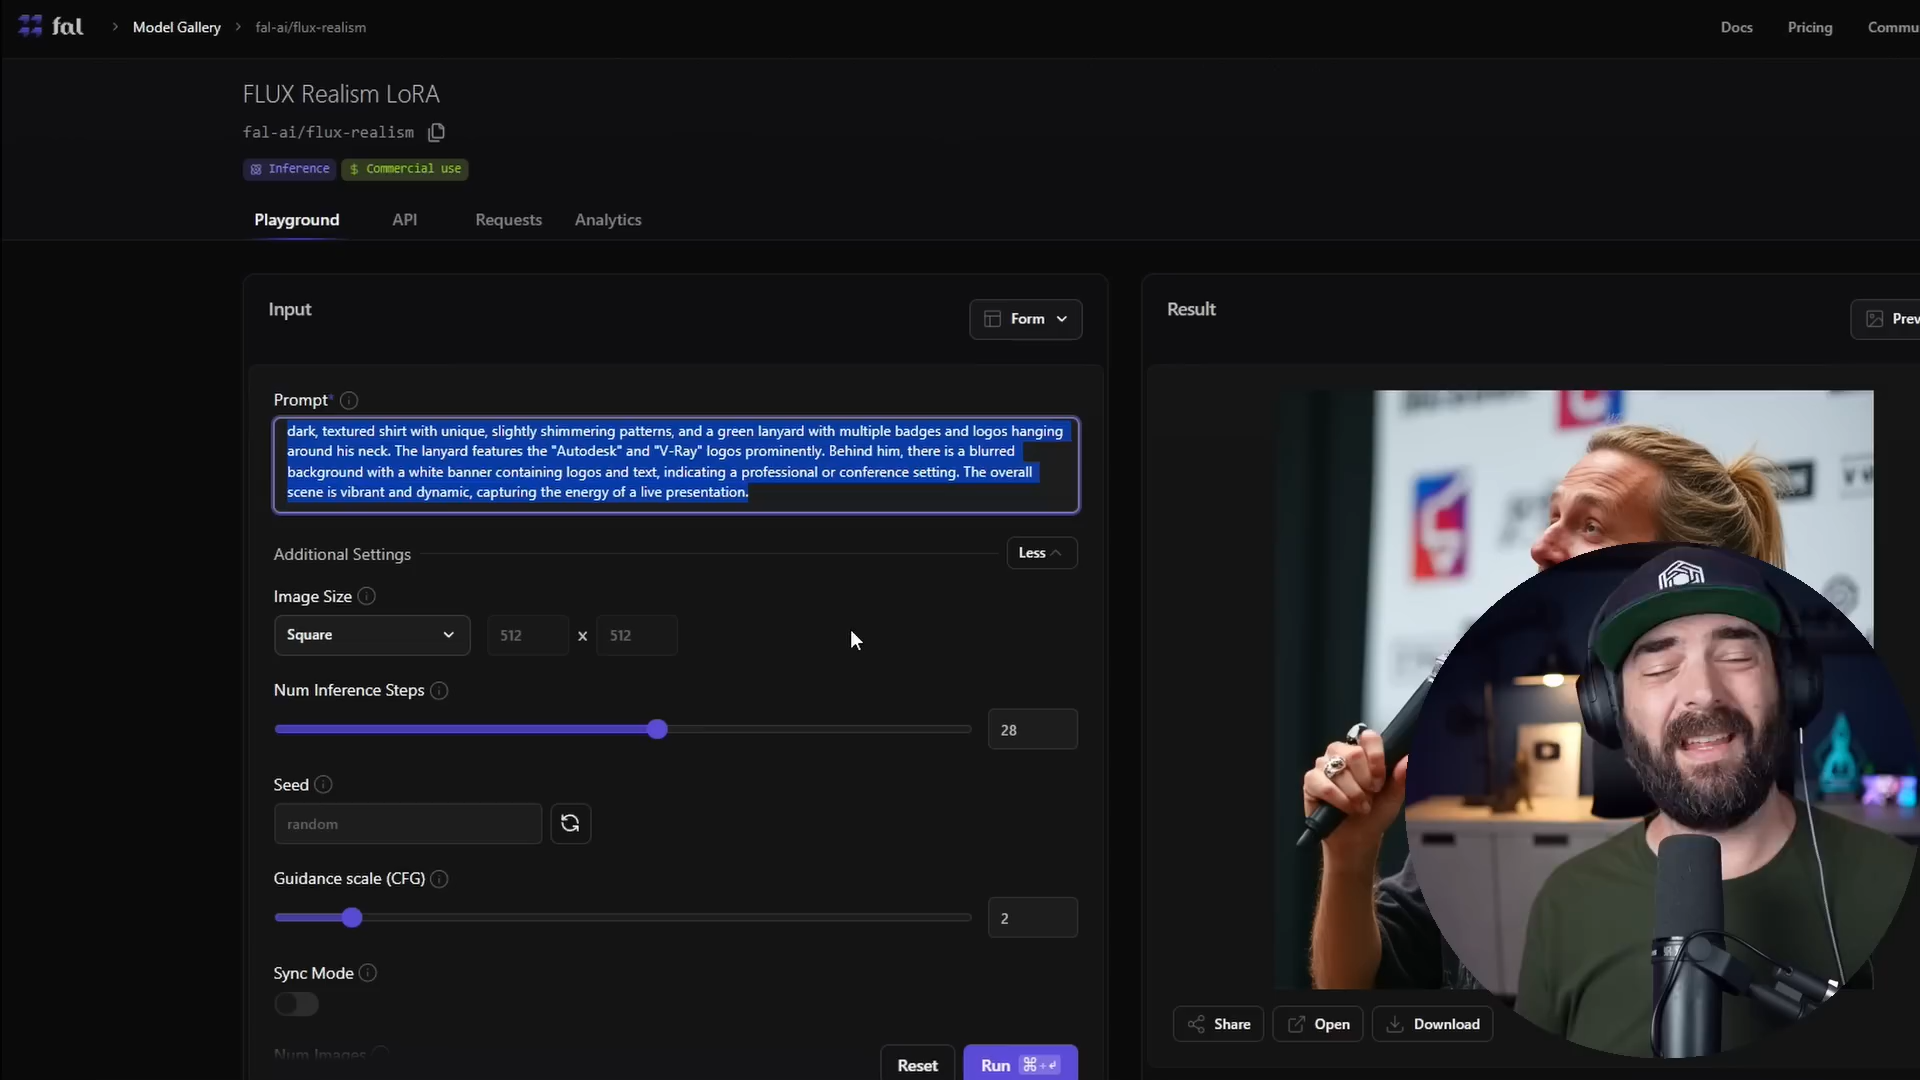 fal
Model Gallery
fal-ai/flux-realism
Docs
Pricing
Commu
FLUX Realism LoRA
fal-ai/flux-realism
Inference
$ Commercial use
Playground
API
Requests
Analytics
Input
Form
Result
Prev
Prompt*
dark, textured shirt with unique, slightly shimmering patterns, and a green lanyard with multiple badges and logos hanging
around his neck. The lanyard features the "Autodesk" and "V-Ray" logos prominently. Behind him, there is a blurred
background with a white banner containing logos and text, indicating a professional or conference setting. The overall
scene is vibrant and dynamic, capturing the energy of a live presentation.
Additional Settings
Less
Image Size
Square
512
x
512
Num Inference Steps
28
Seed
random
Guidance scale (CFG)
2
Sync Mode
Num Images
Reset
Run ⌘+↵
Share
Open
Download